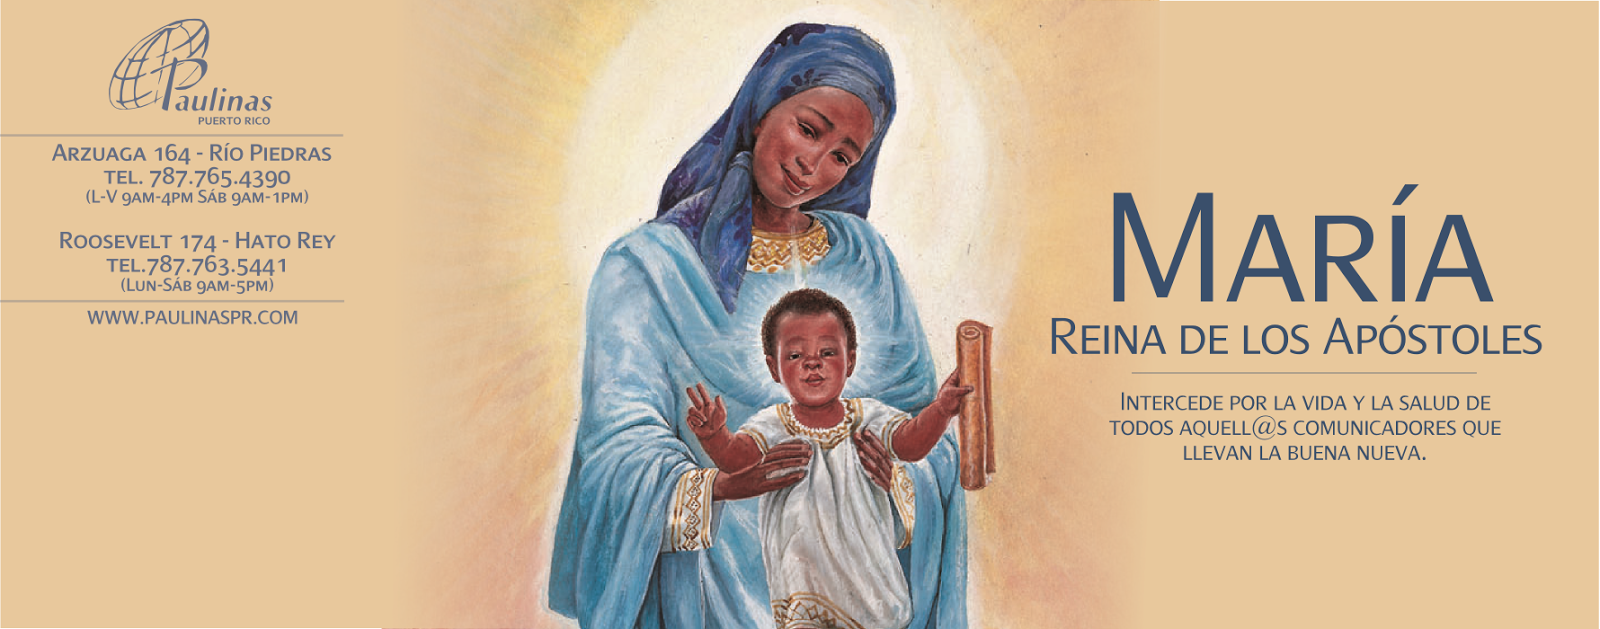 Paulinas
PUERTO RICO
ARZUAGA 164 - RÍO PIEDRAS
TEL. 787.765.4390
(L-V 9AM-4PM SÁB 9AM-1PM)
ROOSEVELT 174 - HATO REY
TEL.787.763.5441
(LUN-SÁB 9AM-5PM)
WWW.PAULINASPR.COM
MARÍA
REINA DE LOS APÓSTOLES
INTERCEDE POR LA VIDA Y LA SALUD DE
TODOS AQUELL@S COMUNICADORES QUE
LLEVAN LA BUENA NUEVA.